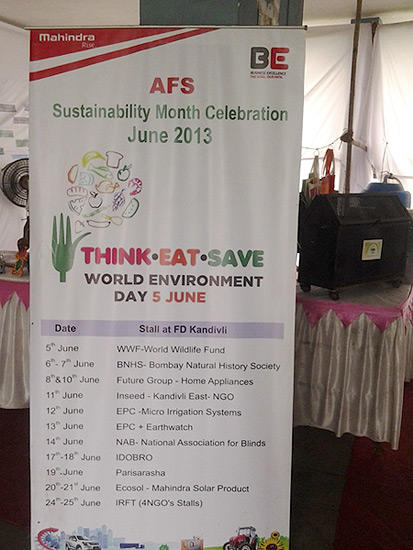 Mahindra
Rise.
BE
BUSINESS EXCELLENCE
AFS
Sustainability Month Celebration
June 2013
THINK•EAT•SAVE
WORLD ENVIRONMENT
DAY 5 JUNE
Date Stall at FD Kandivli
5th June WWF-World Wildlife Fund
6th- 7th June BNHS- Bombay Natural History Society
8th&10th June Future Group - Home Appliances
11th June Inseed - Kandivli East- NGO
12th June EPC -Micro Irrigation Systems
13th June EPC + Earthwatch
14th June NAB- National Association for Blinds
17th-18th June IDOBRO
19th June Parisarasha
20th-21st June Ecosol - Mahindra Solar Product
24th-25th June IRFT (4NGO's Stalls)